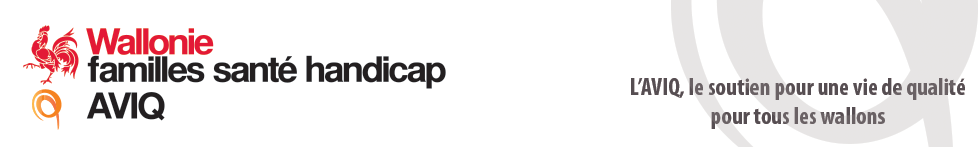 Wallonie
familles santé handicap
AVIQ
L'AVIQ, le soutien pour une vie de qualité
pour tous les wallons